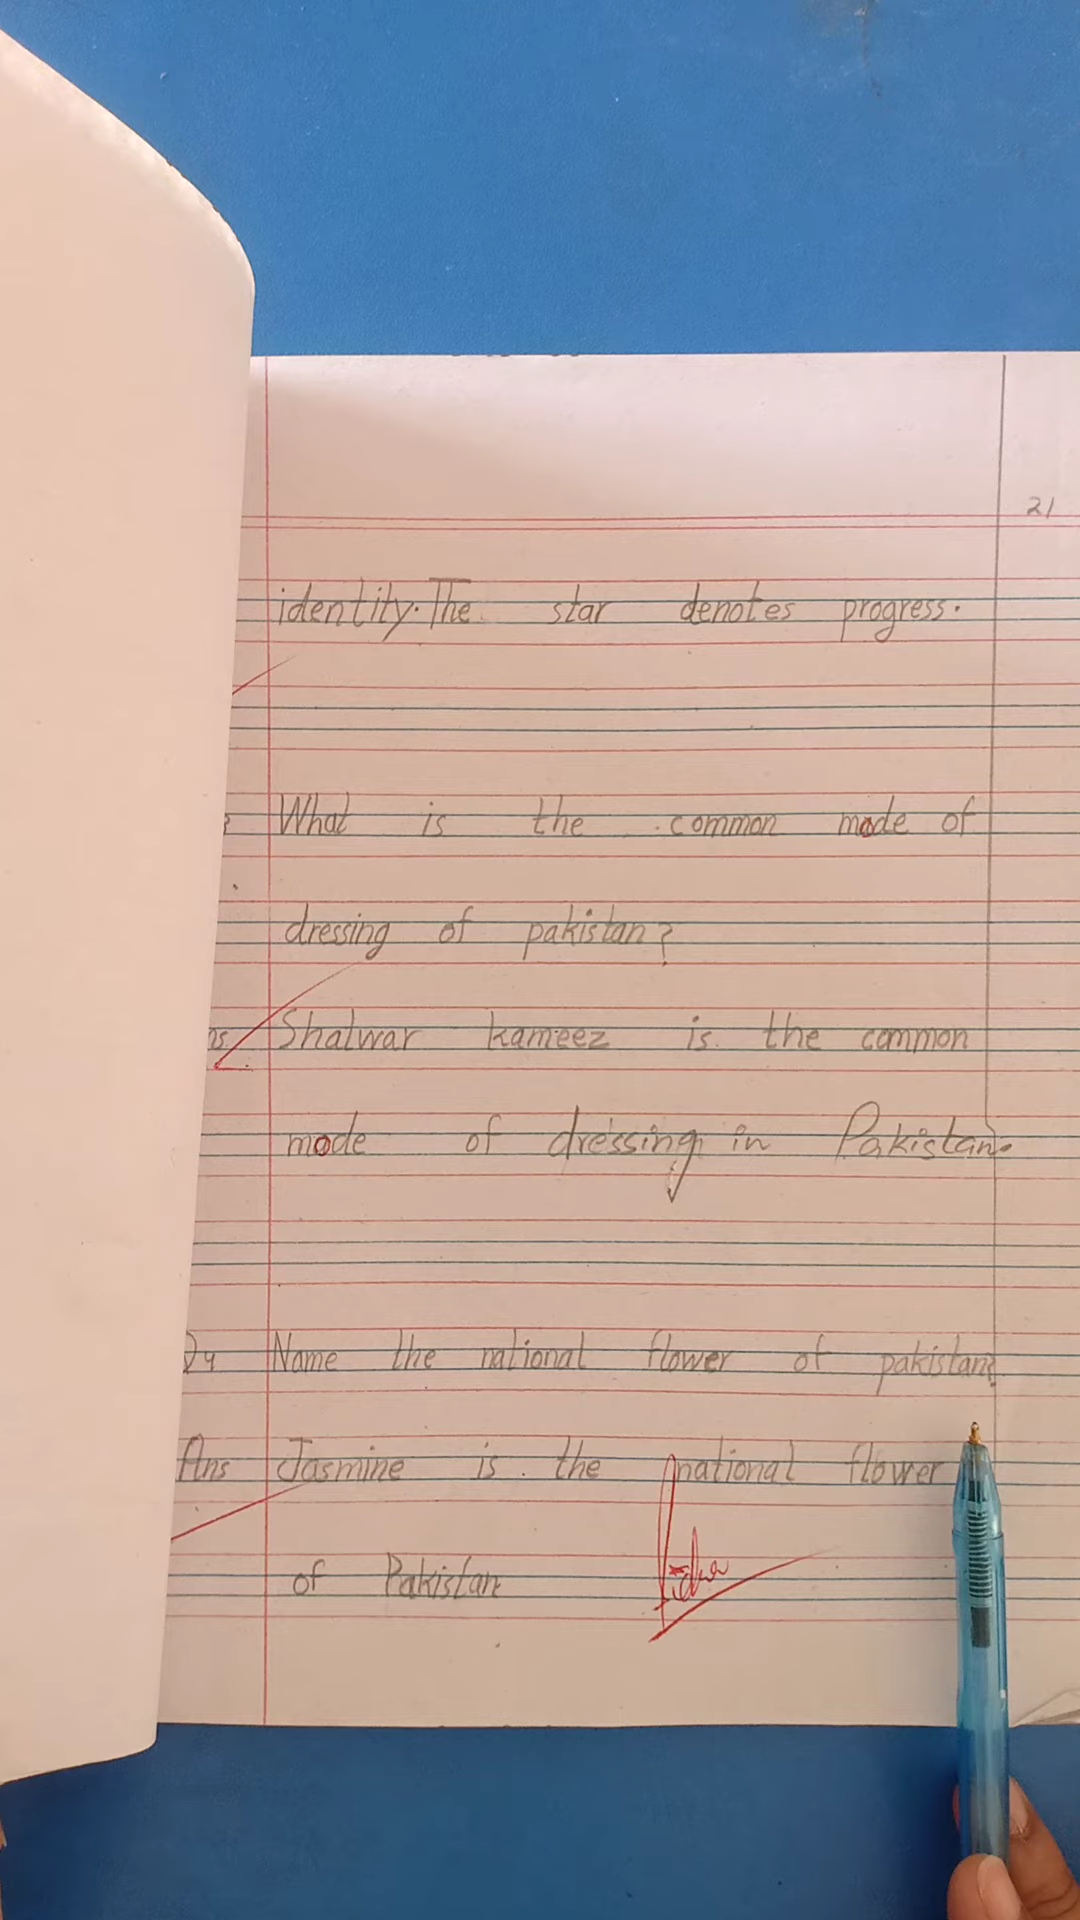 21
identity. The star denotes progress.
What is the common mode of
dressing of pakistan?
ns. Shalwar kameez is the common
mode of dressing in Pakistan.
Q4 Name the national flower of pakistan?
Ans Jasmine is the national flower
of Pakistan